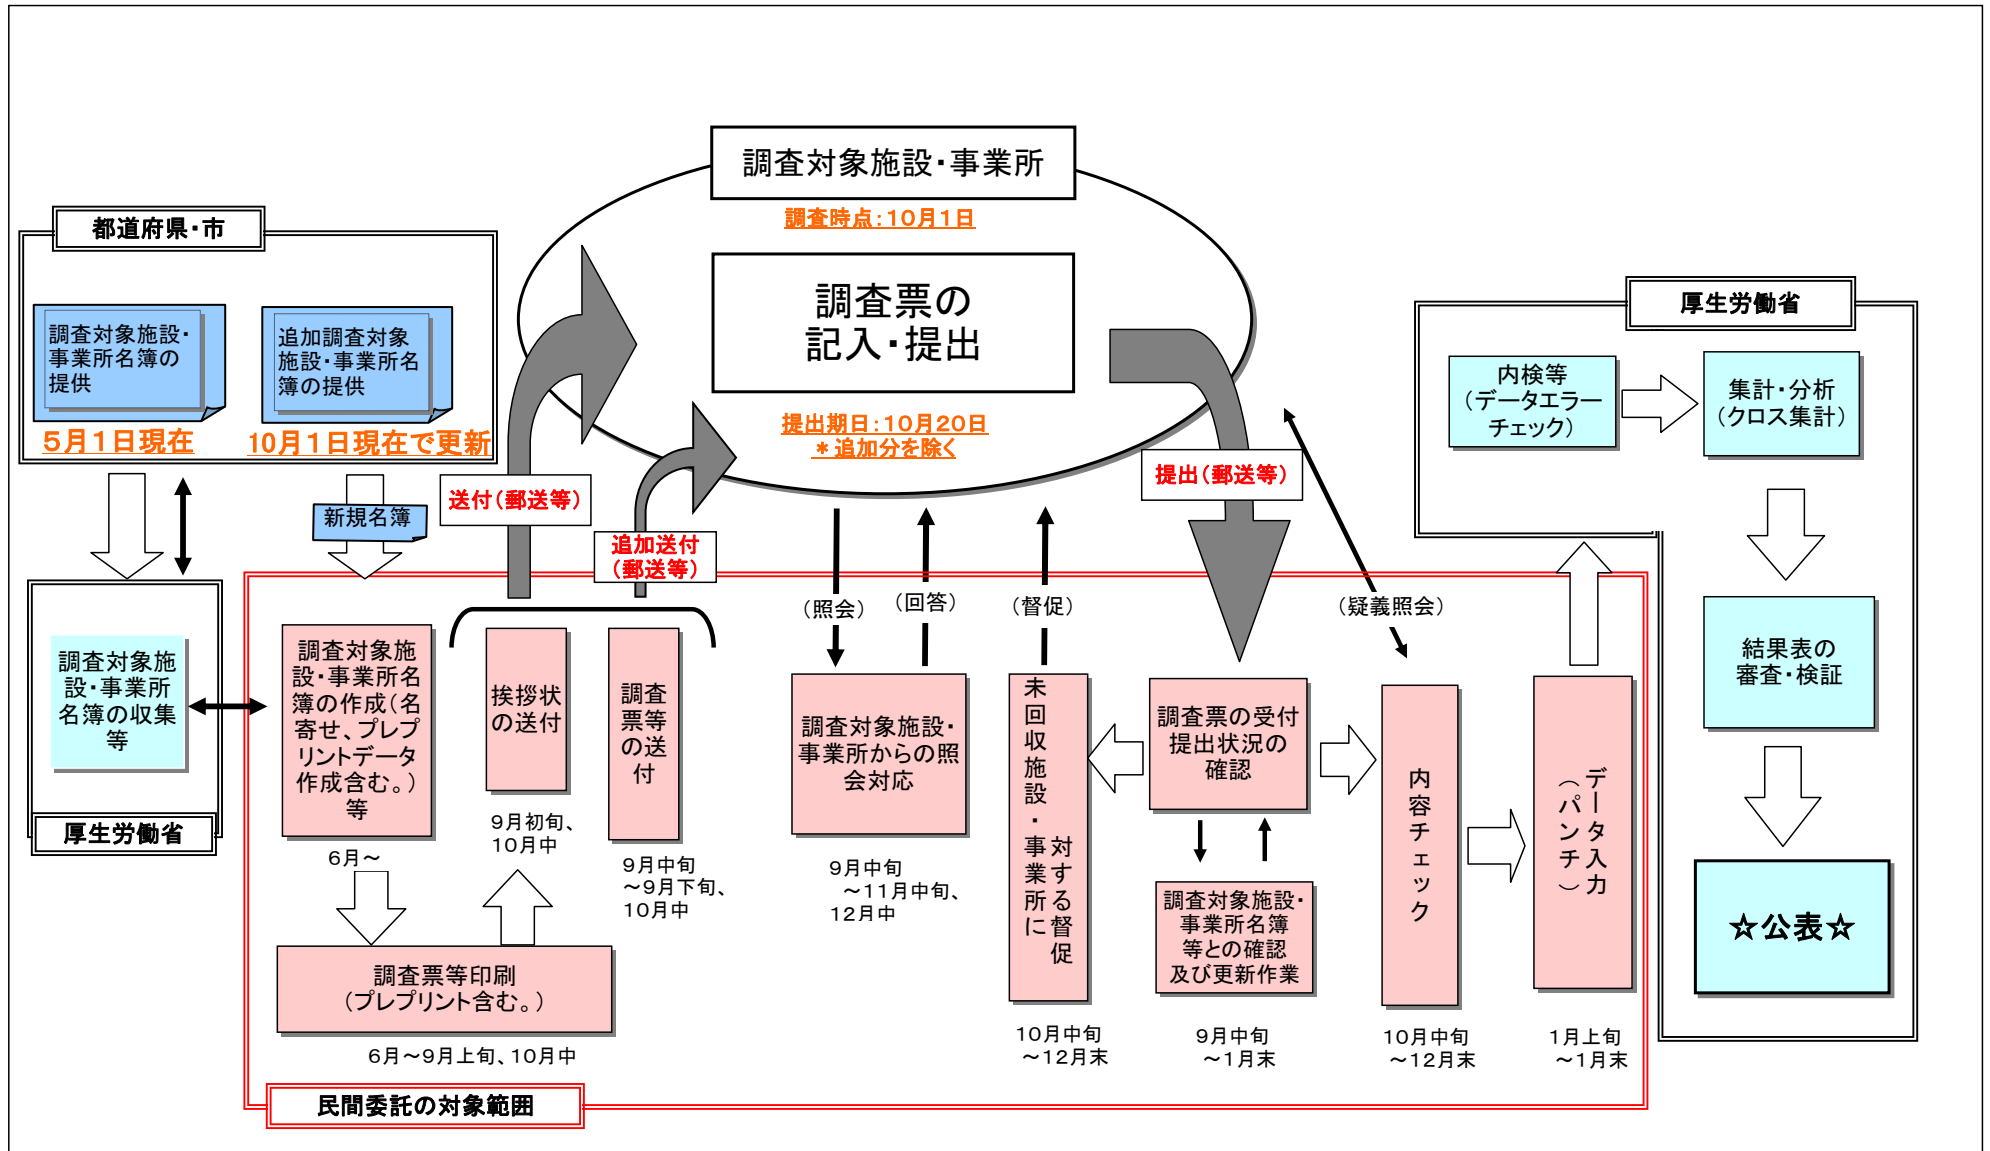 調査対象施設・事業所
調査時点：10月1日
調査票の
記入・提出
提出期日：10月20日
＊追加分を除く
都道府県・市
調査対象施設・
事業所名簿の
提供
5月1日現在
追加調査対象
施設・事業所名
簿の提供
10月1日現在で更新
新規名簿
送付（郵送等）
追加送付
（郵送等）
提出（郵送等）
（照会）
（回答）
（督促）
（疑義照会）
厚生労働省
内検等
（データエラー
チェック）
集計・分析
（クロス集計）
結果表の
審査・検証
☆公表☆
調査対象施
設・事業所
名簿の収集
等
厚生労働省
調査対象施
設・事業所名
簿の作成（名
寄せ、プレプ
リントデータ
作成含む。）
等
6月～
調査票等印刷
（プレプリント含む。）
6月～9月上旬、10月中
挨拶状
の送付
9月初旬、
10月中
調査
票等
の送
付
9月中旬
～9月下旬、
10月中
調査対象施設・
事業所からの照
会対応
9月中旬
～11月中旬、
12月中
未回収施設・事業所に
対する督促
10月中旬
～12月末
調査票の受付
提出状況の
確認
調査対象施設・
事業所名簿
等との確認
及び更新作業
9月中旬
～1月末
内容チェック
10月中旬
～12月末
データ入力
（パンチ）
1月上旬
～1月末
民間委託の対象範囲